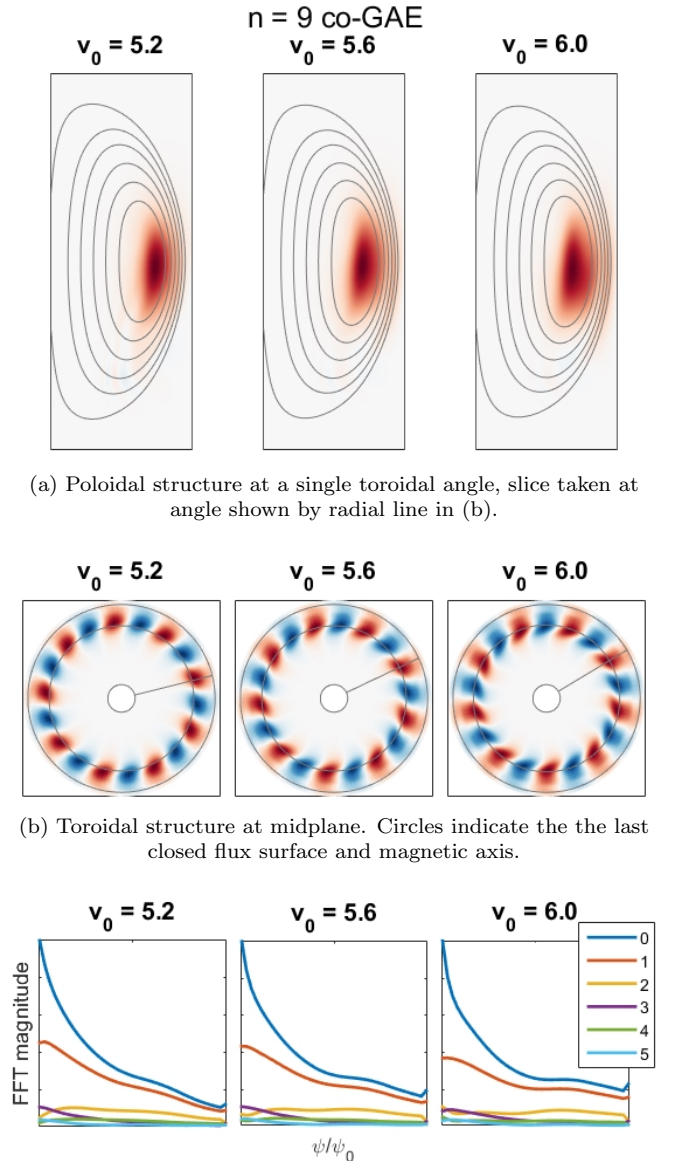 n = 9 co-GAE
v0 = 5.2 v0 = 5.6 v0 = 6.0
(a) Poloidal structure at a single toroidal angle, slice taken at
angle shown by radial line in (b).
v0 = 5.2 v0 = 5.6 v0 = 6.0
(b) Toroidal structure at midplane. Circles indicate the the last
closed flux surface and magnetic axis.
v0 = 5.2 v0 = 5.6 v0 = 6.0
0
1
2
3
4
5
FFT magnitude
ψ/ψ0